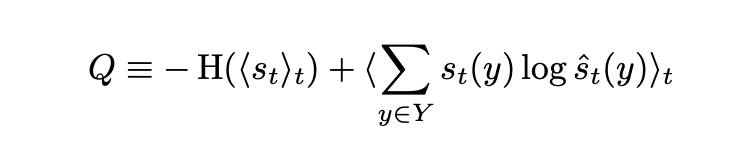 Q ≡ − H(⟨s_t⟩_t) + ⟨∑_{y∈Y} s_t(y) log ŝ_t(y)⟩_t